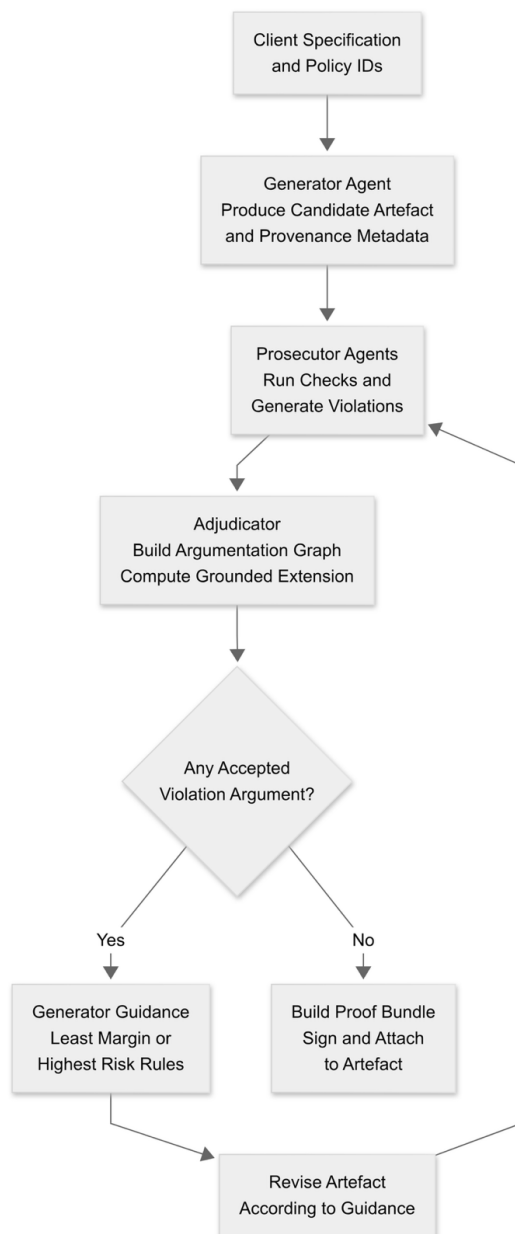 Client Specification
and Policy IDs
Generator Agent
Produce Candidate Artefact
and Provenance Metadata
Prosecutor Agents
Run Checks and
Generate Violations
Adjudicator
Build Argumentation Graph
Compute Grounded Extension
Any Accepted
Violation Argument?
Yes
No
Generator Guidance
Least Margin or
Highest Risk Rules
Build Proof Bundle
Sign and Attach
to Artefact
Revise Artefact
According to Guidance